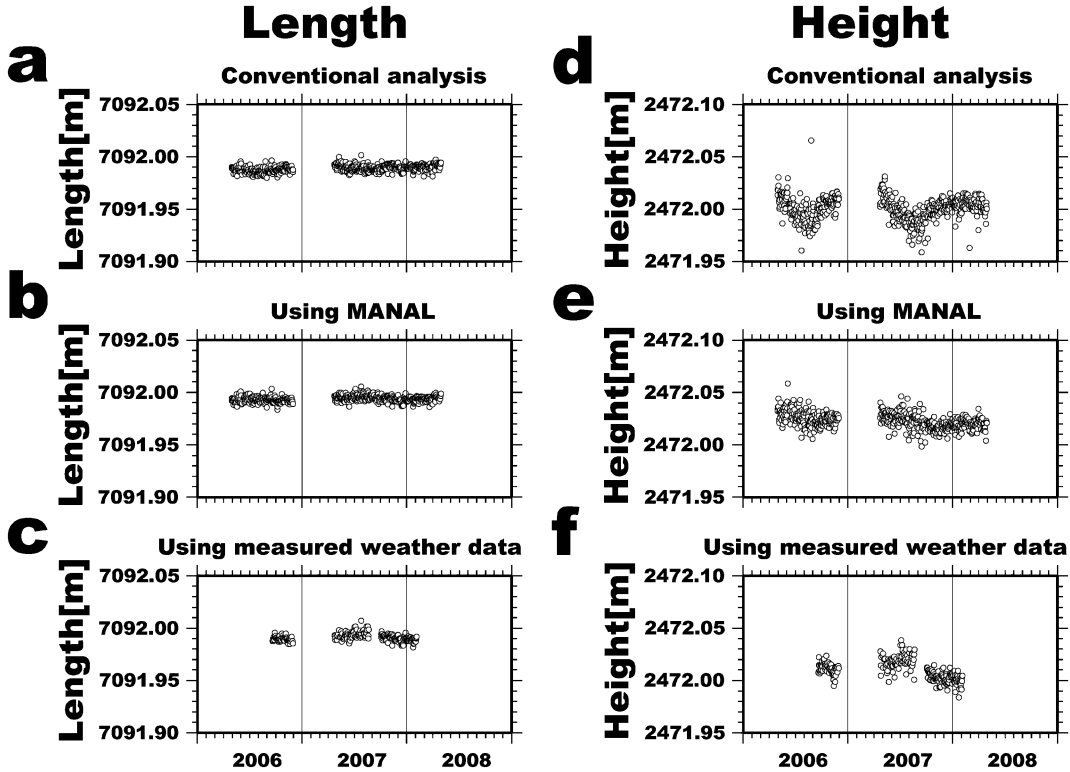 Length
a
Conventional analysis
Length[m]
7092.05
7092.00
7091.95
7091.90
b
Using MANAL
Length[m]
7092.05
7092.00
7091.95
7091.90
c
Using measured weather data
Length[m]
7092.05
7092.00
7091.95
7091.90
2006 2007 2008
Height
d
Conventional analysis
Height[m]
2472.10
2472.05
2472.00
2471.95
e
Using MANAL
Height[m]
2472.10
2472.05
2472.00
2471.95
f
Using measured weather data
Height[m]
2472.10
2472.05
2472.00
2471.95
2006 2007 2008